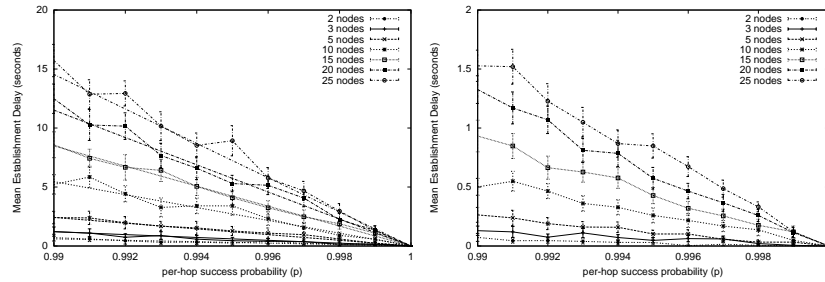 Mean Establishment Delay (seconds)
20
15
10
5
0
0.99
0.992
0.994
0.996
0.998
1
per-hop success probability (p)
2 nodes
3 nodes
5 nodes
10 nodes
15 nodes
20 nodes
25 nodes
Mean Establishment Delay (seconds)
2
1.5
1
0.5
0
0.99
0.992
0.994
0.996
0.998
per-hop success probability (p)
2 nodes
3 nodes
5 nodes
10 nodes
15 nodes
20 nodes
25 nodes